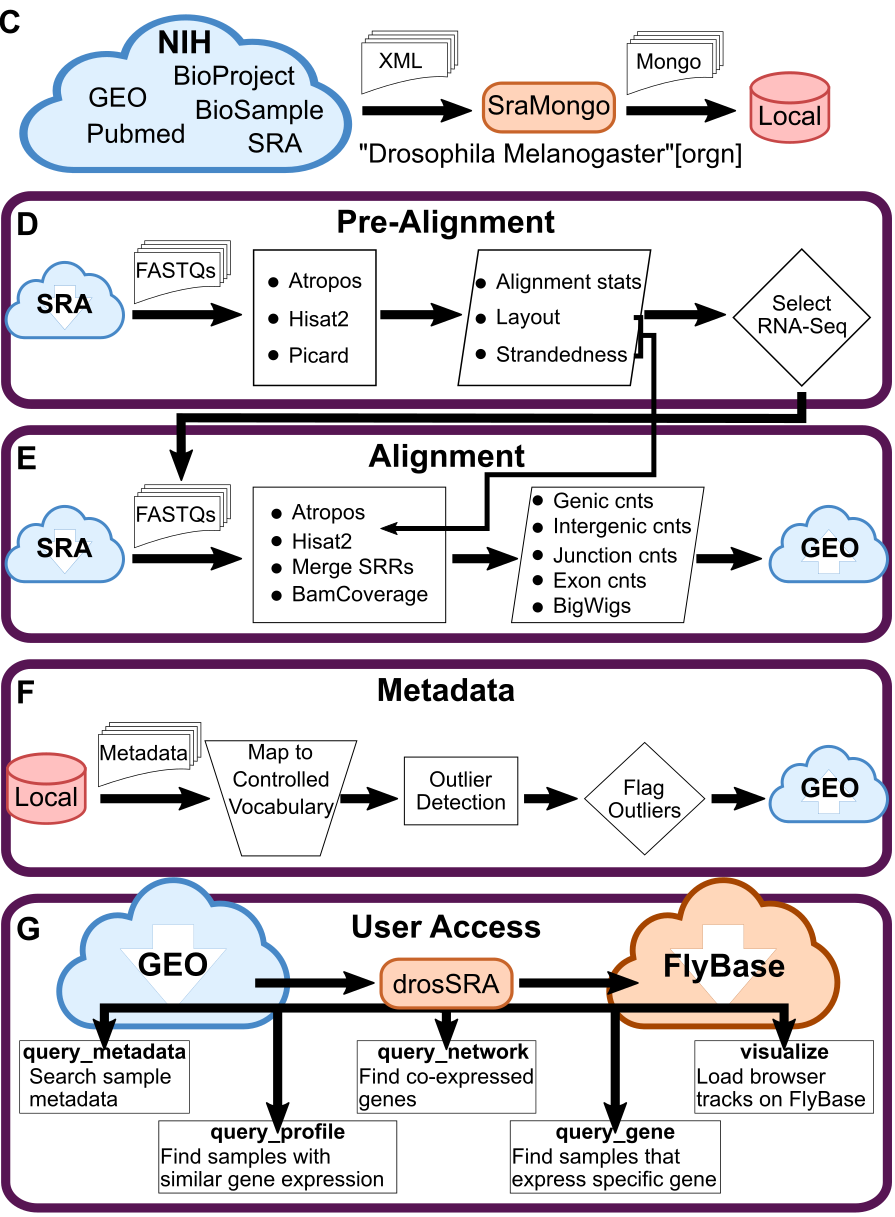 C
NIH
BioProject
GEO
BioSample
Pubmed
SRA
XML
SraMongo
Mongo
Local
"Drosophila Melanogaster"[orgn]
D
Pre-Alignment
SRA
FASTQs
● Atropos
● Hisat2
● Picard
● Alignment stats
● Layout
● Strandedness
Select
RNA-Seq
E
Alignment
SRA
FASTQs
● Atropos
● Hisat2
● Merge SRRs
● BamCoverage
● Genic cnts
● Intergenic cnts
● Junction cnts
● Exon cnts
● BigWigs
GEO
F
Metadata
Local
Metadata
Map to
Controlled
Vocabulary
Outlier
Detection
Flag
Outliers
GEO
G
User Access
GEO
drosSRA
FlyBase
query_metadata
Search sample
metadata
query_network
Find co-expressed
genes
visualize
Load browser
tracks on FlyBase
query_profile
Find samples with
similar gene expression
query_gene
Find samples that
express specific gene